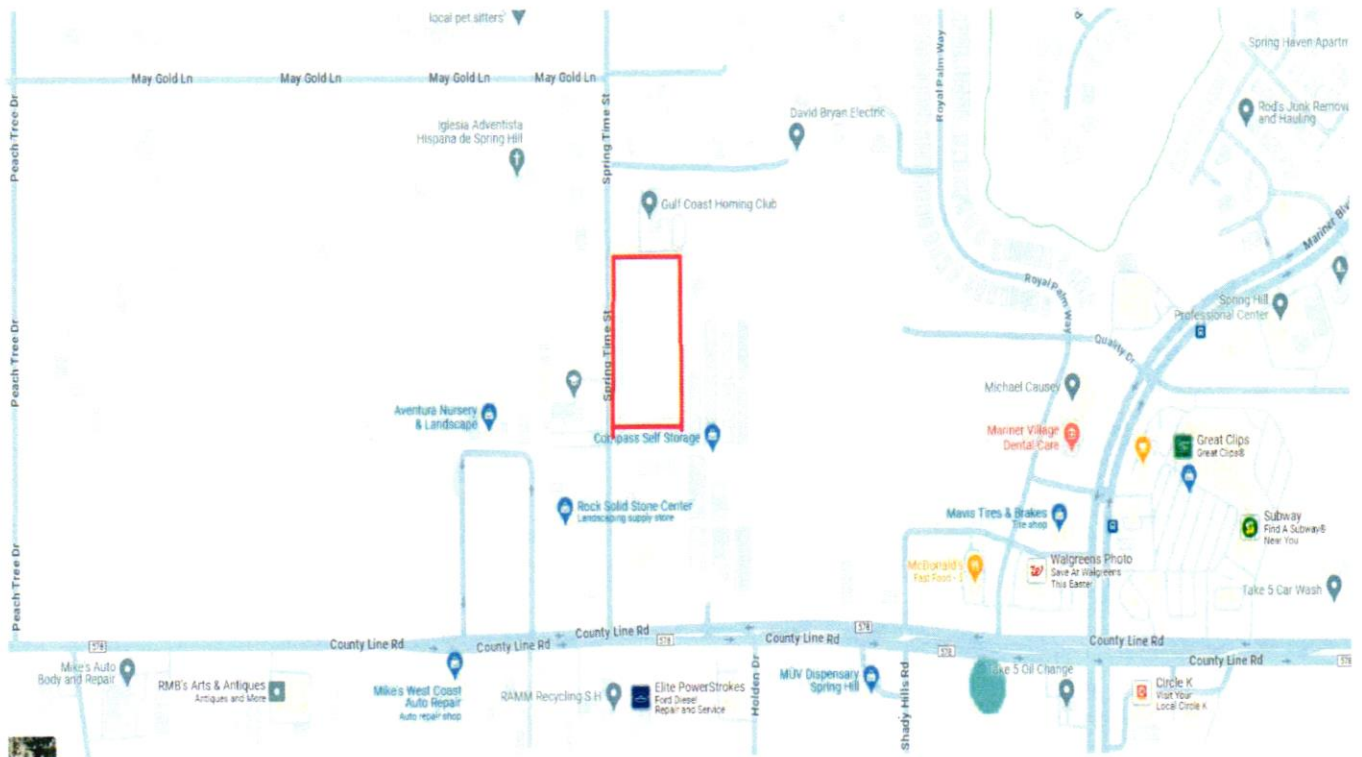 local pet sitters'
Spring Haven Apartm
May Gold Ln
May Gold Ln
May Gold Ln
May Gold Ln
Royal Palm Way
Peach Tree Dr
Spring Time St
David Bryan Electric
Rod's Junk Remov
and Hauling
Iglesia Adventista
Hispana de Spring Hill
Gulf Coast Homing Club
Mariner Blv
Royal Palm Way
Spring Hill
Professional Center
Peach Tree Dr
Spring Time St
Quality Dr
Michael Causey
Aventura Nursery
& Landscape
Compass Self Storage
Mariner Village
Dental Care
Great Clips
Great Clips®
Rock Solid Stone Center
Landscaping supply store
Mavis Tires & Brakes
Tire shop
Subway
Find A Subway®
Near You
McDonald's
Fast Food • $
Walgreens Photo
Save At Walgreens
This Easter
Take 5 Car Wash
Peach Tree Dr
578
County Line Rd
County Line Rd
County Line Rd
578
County Line Rd
578
County Line Rd
578
County Line Rd
County Line Rd
578
Mike's Auto
Body and Repair
RMB's Arts & Antiques
Antiques and More
Mike's West Coast
Auto Repair
Auto repair shop
RAMM Recycling S H
Elite PowerStrokes
Ford Diesel
Repair and Service
Holden Dr
MÜV Dispensary
Spring Hill
Shady Hills Rd
Take 5 Oil Change
Circle K
Visit Your
Local Circle K